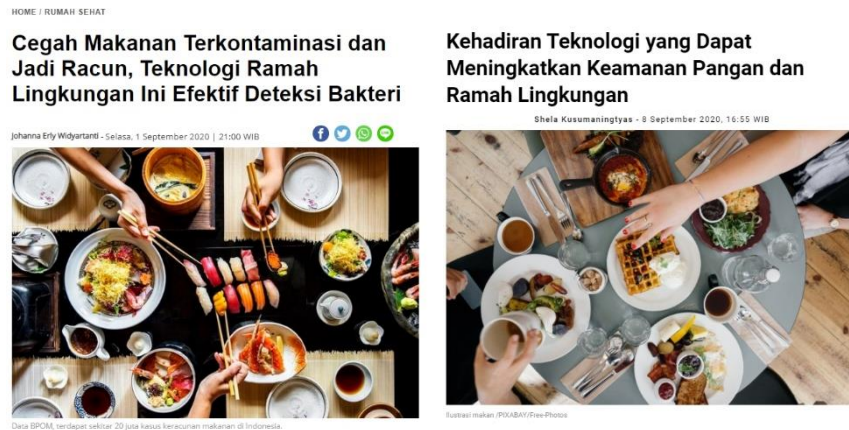 HOME / RUMAH SEHAT
Cegah Makanan Terkontaminasi dan
Jadi Racun, Teknologi Ramah
Lingkungan Ini Efektif Deteksi Bakteri
Johanna Erly Widyartanti - Selasa, 1 September 2020 | 21:00 WIB
Data BPOM, terdapat sekitar 20 juta kasus keracunan makanan di Indonesia.
Kehadiran Teknologi yang Dapat
Meningkatkan Keamanan Pangan dan
Ramah Lingkungan
Shela Kusumaningtyas - 8 September 2020, 16:55 WIB
Ilustrasi makan /PIXABAY/Free-Photos